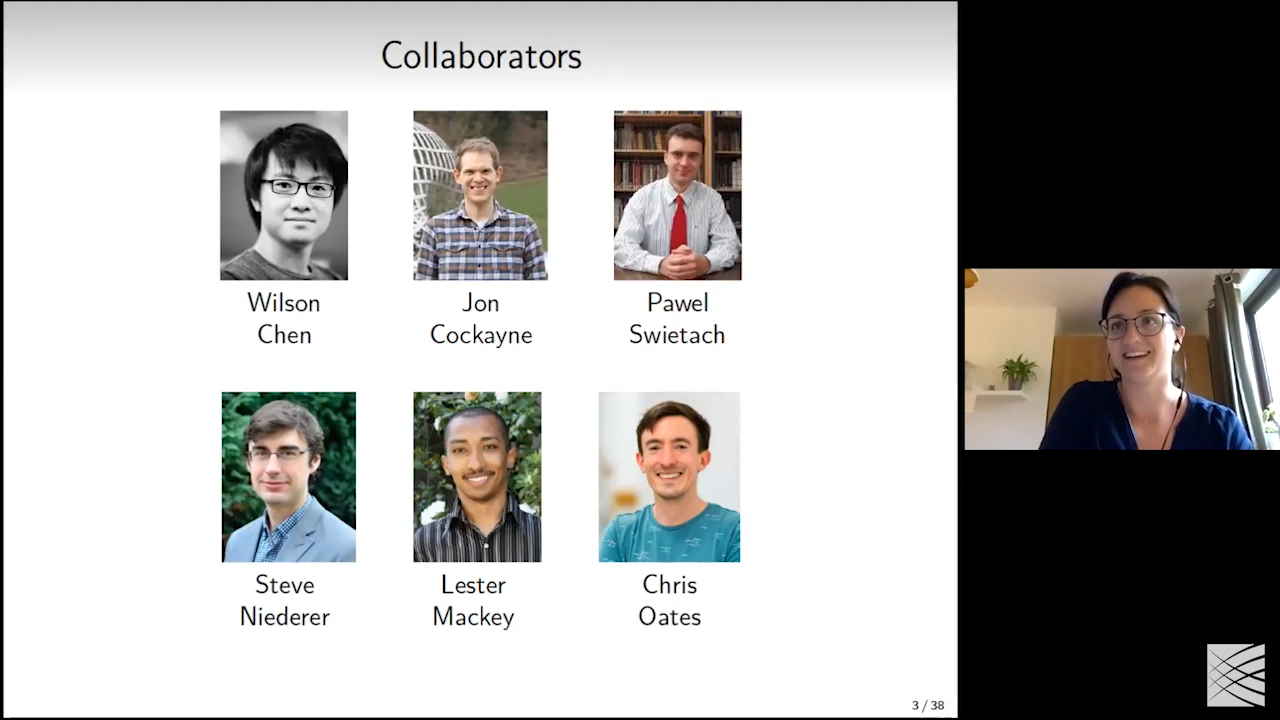 Collaborators
Wilson
Chen
Jon
Cockayne
Pawel
Swietach
Steve
Niederer
Lester
Mackey
Chris
Oates
3 / 38